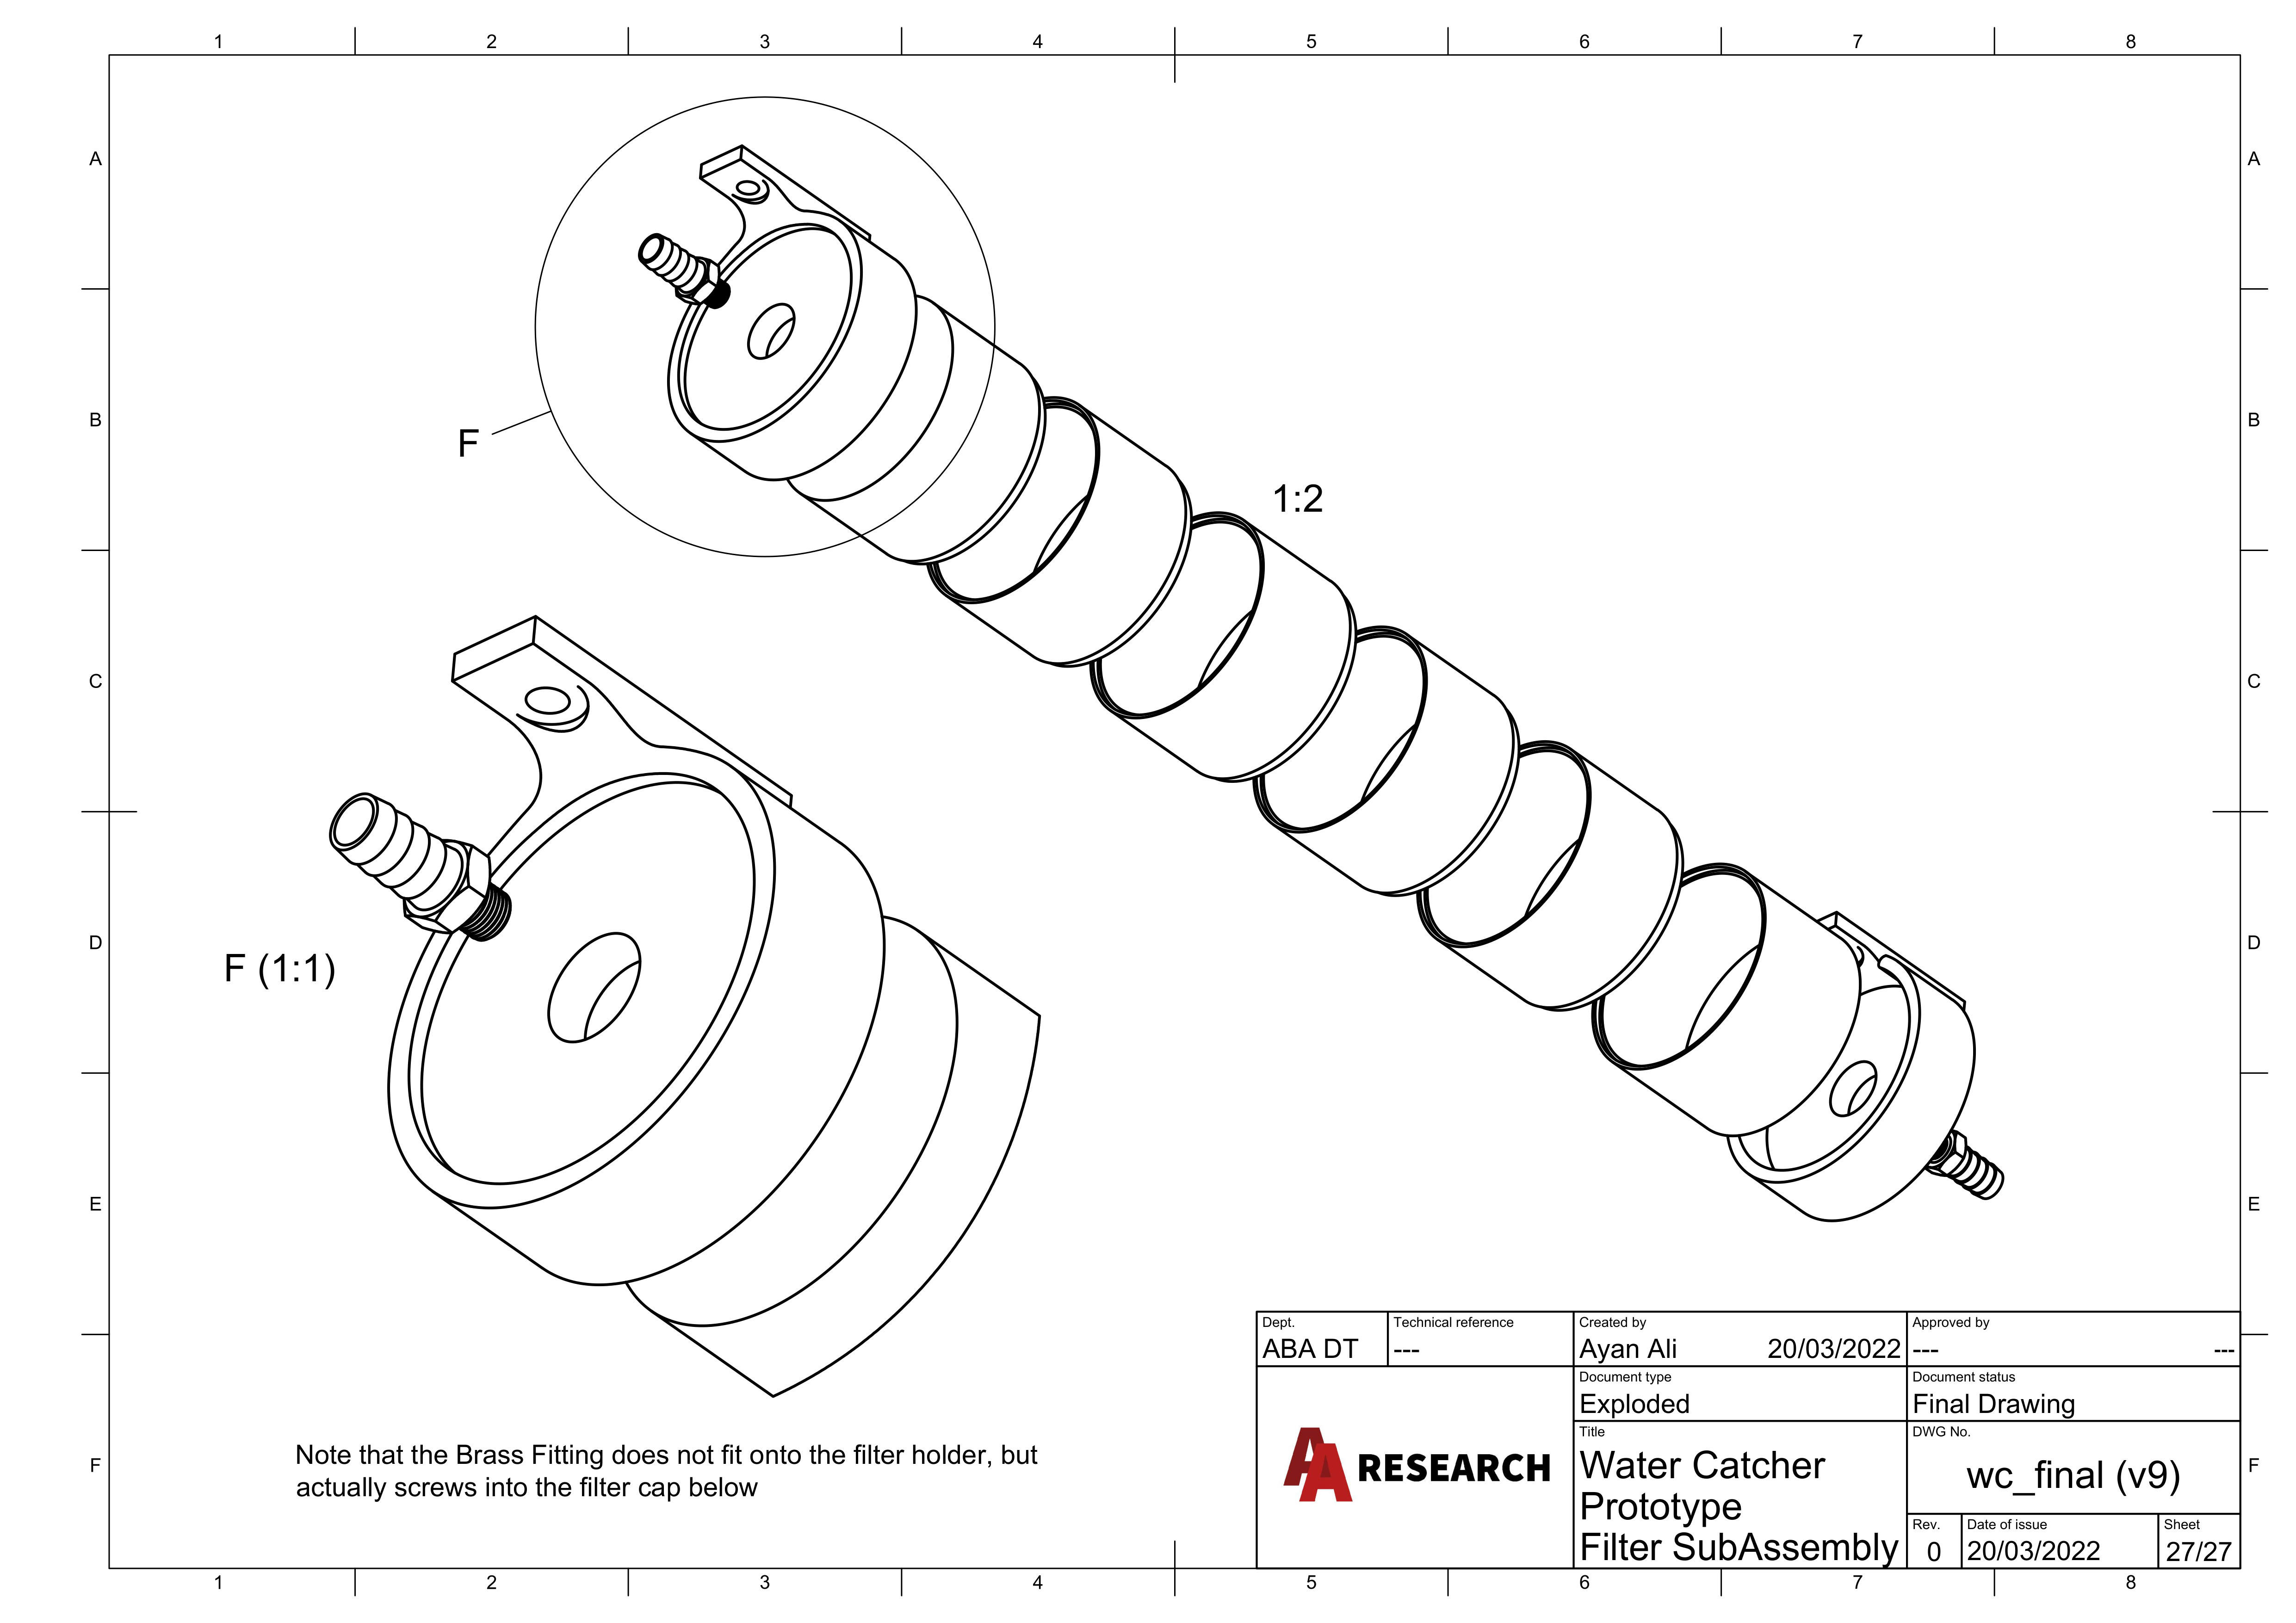 1 2 3 4 5 6 7 8
A A
F
B B
1:2
C C
D D
F (1:1)
E E
Note that the Brass Fitting does not fit onto the filter holder, but
actually screws into the filter cap below
F F
Dept. Technical reference Created by Approved by
ABA DT --- Ayan Ali 20/03/2022 --- ---
Document type Document status
Exploded Final Drawing
Title DWG No.
AA RESEARCH
Water Catcher
Prototype
Filter SubAssembly
wc_final (v9)
Rev. Date of issue Sheet
0 20/03/2022 27/27
1 2 3 4 5 6 7 8